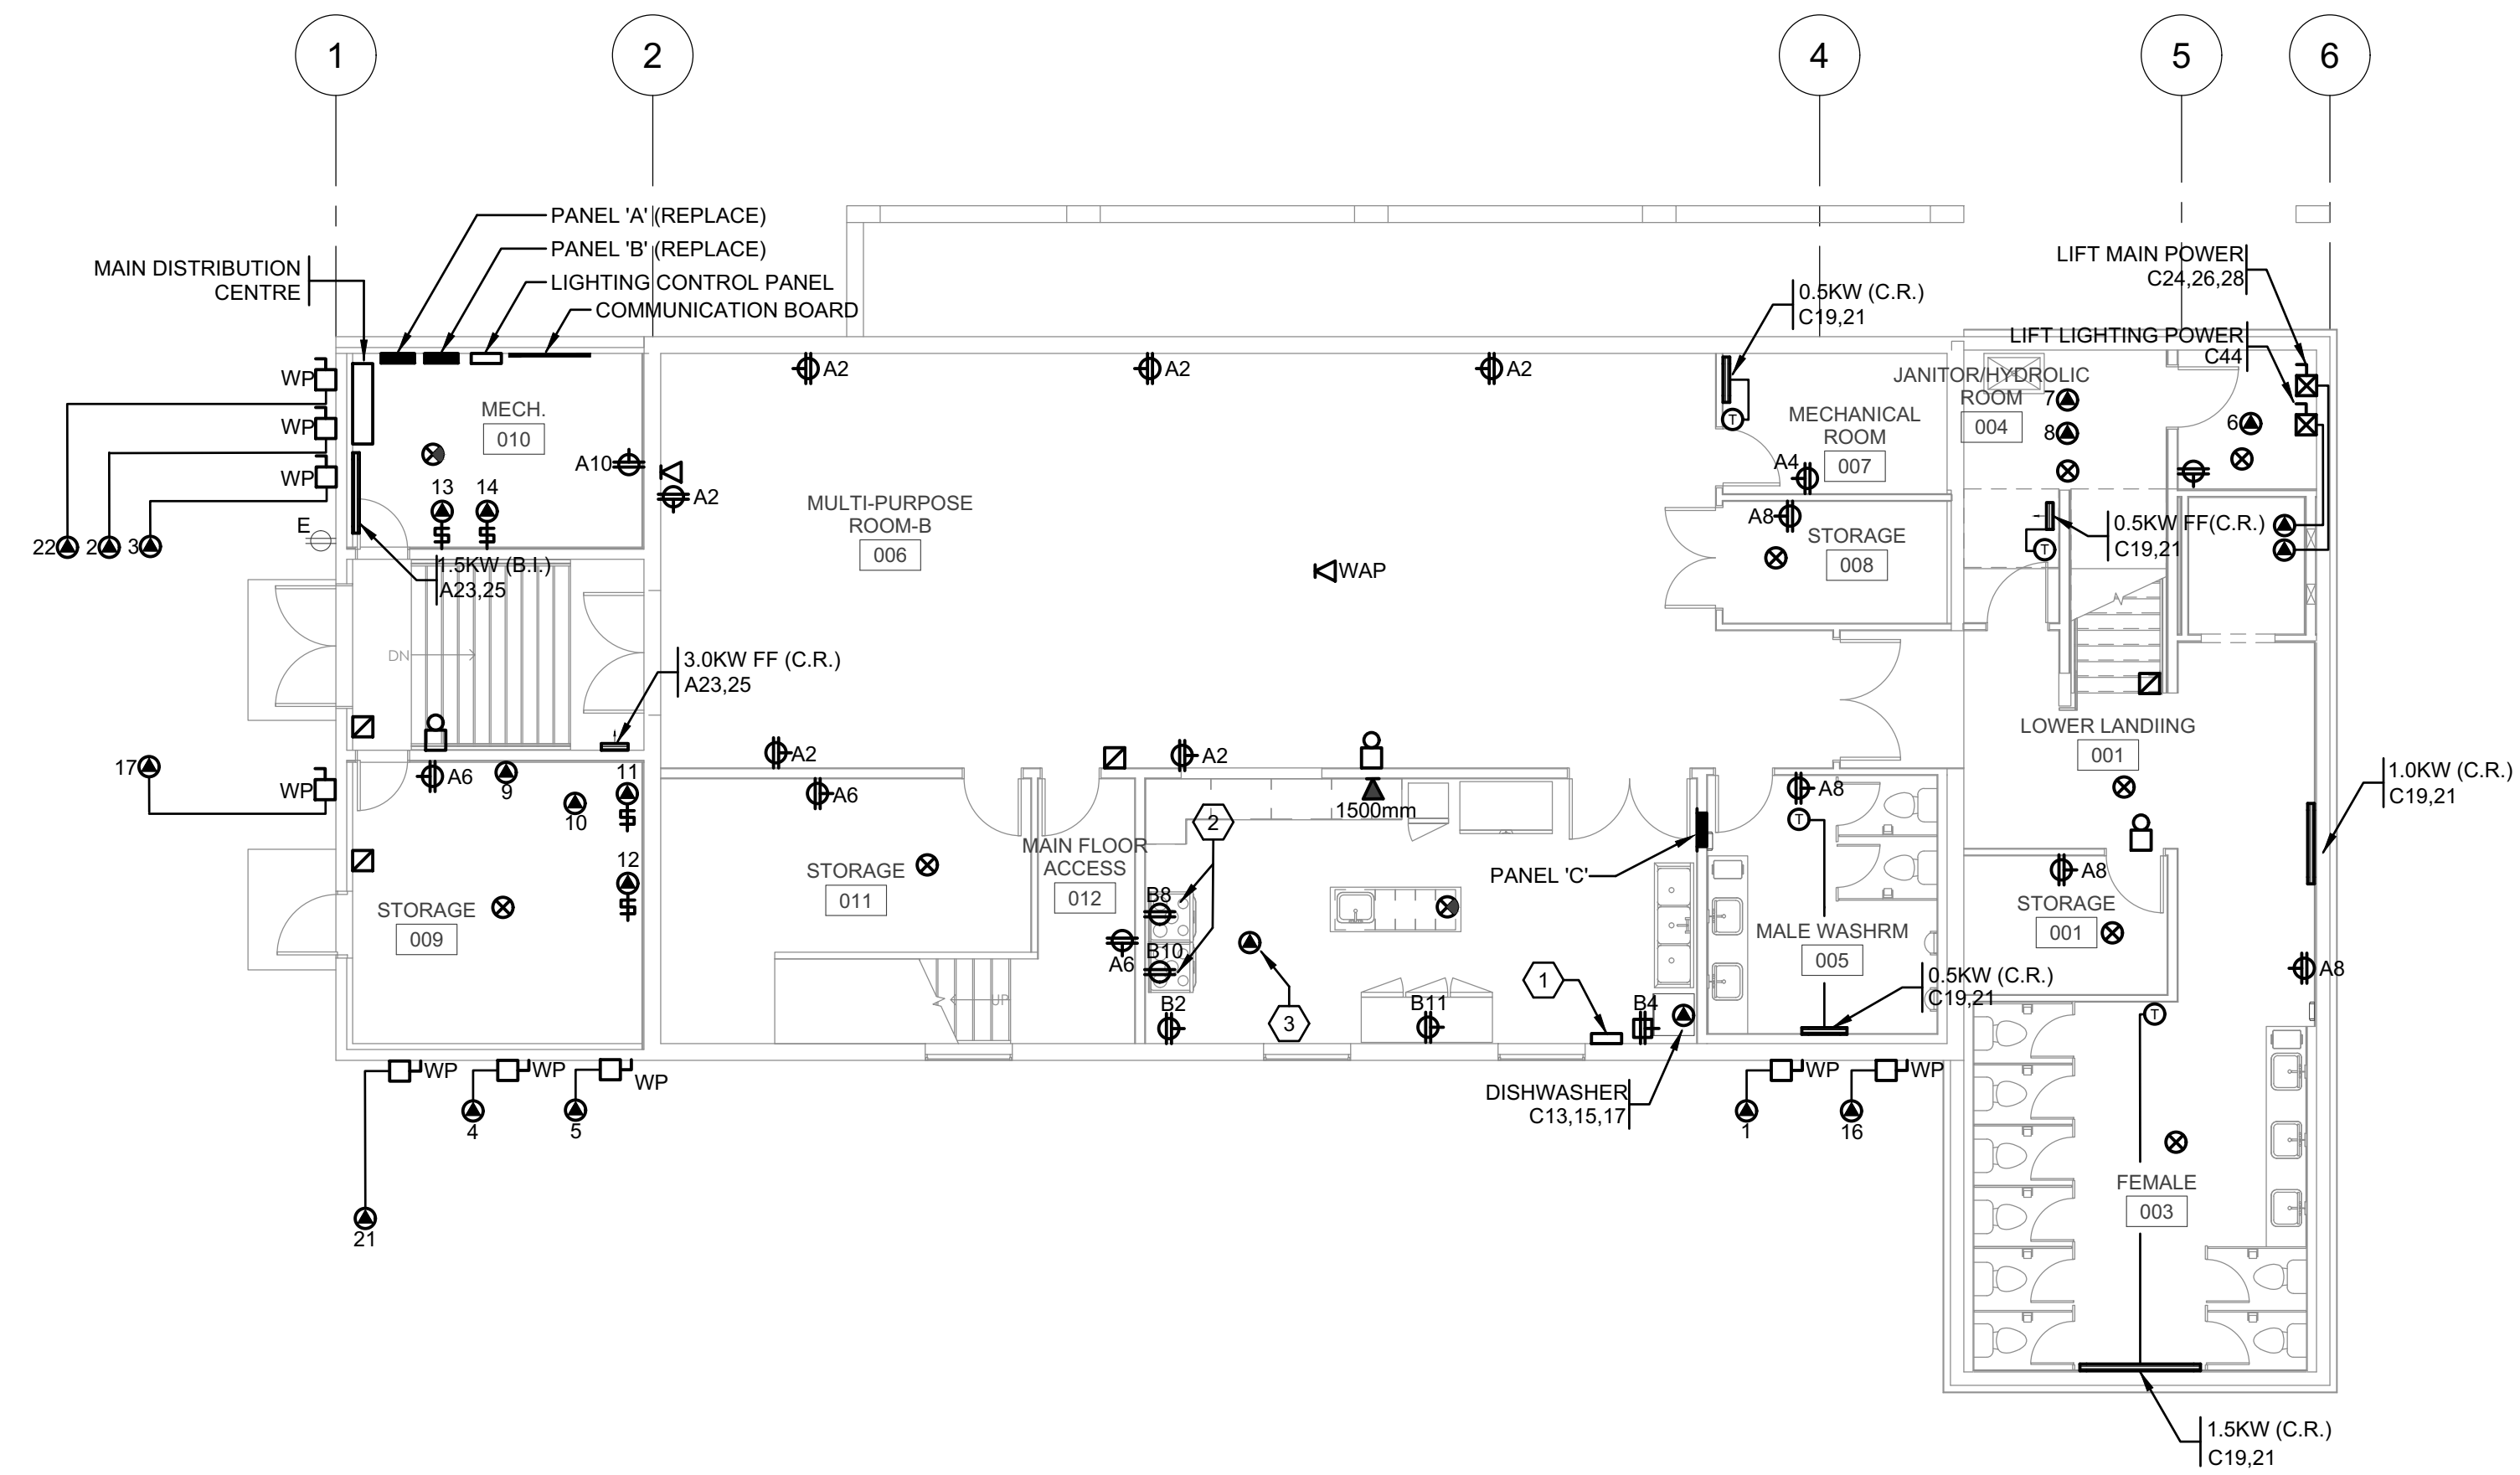 1
2
4
5
6
PANEL 'A' (REPLACE)
PANEL 'B' (REPLACE)
LIGHTING CONTROL PANEL
COMMUNICATION BOARD
MAIN DISTRIBUTION
CENTRE
LIFT MAIN POWER
C24,26,28
LIFT LIGHTING POWER
C44
0.5KW (C.R.)
C19,21
WP
WP
WP
A2
A2
A2
MECH.
010
A10
A2
13
14
22
2
3
E
1.5KW (B.I.)
A23,25
MULTI-PURPOSE
ROOM-B
006
WAP
MECHANICAL
ROOM
007
T
A4
A8
STORAGE
008
JANITOR/HYDROLIC
ROOM
004
7
8
6
0.5KW FF(C.R.)
C19,21
T
DN
3.0KW FF (C.R.)
A23,25
LOWER LANDIING
001
17
WP
A6
9
10
11
12
A2
A2
A6
1500mm
A8
T
1.0KW (C.R.)
C19,21
STORAGE
009
STORAGE
011
MAIN FLOOR
ACCESS
012
UP
2
B8
B10
A6
B2
3
B11
1
B4
PANEL 'C'
MALE WASHRM
005
0.5KW (C.R.)
C19,21
A8
STORAGE
001
A8
T
WP
WP
WP
4
5
21
DISHWASHER
C13,15,17
WP
WP
1
16
FEMALE
003
1.5KW (C.R.)
C19,21